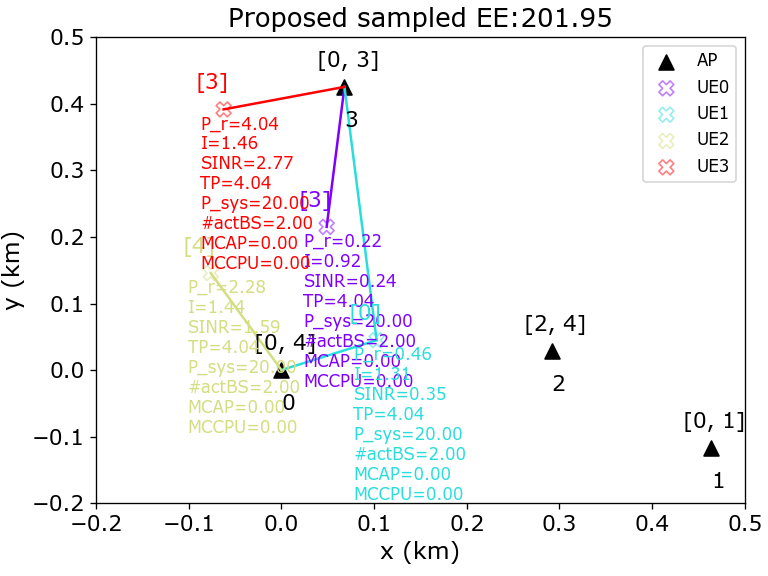 Proposed sampled EE:201.95
AP
UE0
UE1
UE2
UE3
[0, 3]
3
[3]
P_r=4.04
I=1.46
SINR=2.77
TP=4.04
P_sys=20.00
#actBS=2.00
MCAP=0.00
MCCPU=0.00
[3]
P_r=0.22
I=0.92
SINR=0.24
TP=4.04
P_sys=20.00
#actBS=2.00
MCAP=0.00
MCCPU=0.00
[4]
P_r=2.28
I=1.44
SINR=1.59
TP=4.04
P_sys=20.00
#actBS=2.00
MCAP=0.00
MCCPU=0.00
[0, 4]
0
[0]
P_r=0.46
I=1.31
SINR=0.35
TP=4.04
P_sys=20.00
#actBS=2.00
MCAP=0.00
MCCPU=0.00
[2, 4]
2
[0, 1]
1
0.5
0.4
0.3
0.2
0.1
0.0
−0.1
−0.2
y (km)
−0.2
−0.1
0.0
0.1
0.2
0.3
0.4
0.5
x (km)